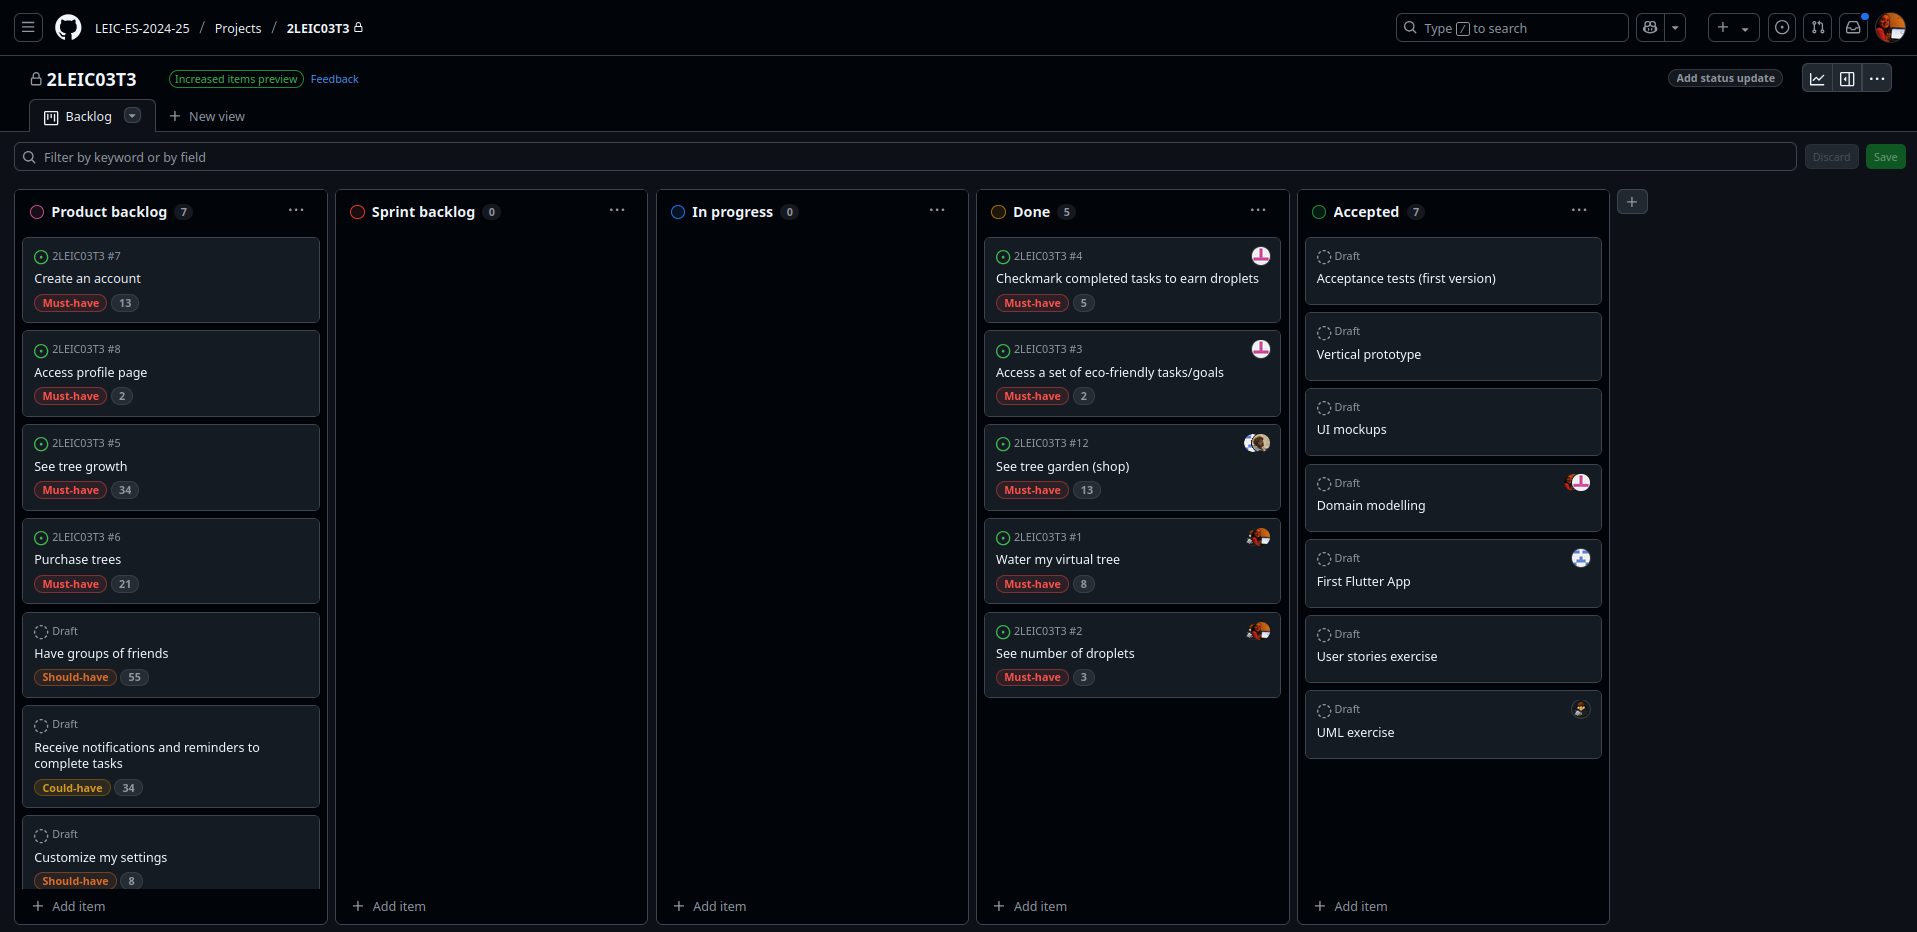 LEIC-ES-2024-25 / Projects / 2LEIC03T3
Type / to search
2LEIC03T3
Increased items preview
Feedback
Add status update
Backlog
New view
Filter by keyword or by field
Discard
Save
Product backlog 7
2LEIC03T3 #7
Create an account
Must-have 13
2LEIC03T3 #8
Access profile page
Must-have 2
2LEIC03T3 #5
See tree growth
Must-have 34
2LEIC03T3 #6
Purchase trees
Must-have 21
Draft
Have groups of friends
Should-have 55
Draft
Receive notifications and reminders to
complete tasks
Could-have 34
Draft
Customize my settings
Should-have 8
Add item
Sprint backlog 0
Add item
In progress 0
Add item
Done 5
2LEIC03T3 #4
Checkmark completed tasks to earn droplets
Must-have 5
2LEIC03T3 #3
Access a set of eco-friendly tasks/goals
Must-have 2
2LEIC03T3 #12
See tree garden (shop)
Must-have 13
2LEIC03T3 #1
Water my virtual tree
Must-have 8
2LEIC03T3 #2
See number of droplets
Must-have 3
Add item
Accepted 7
Draft
Acceptance tests (first version)
Draft
Vertical prototype
Draft
UI mockups
Draft
Domain modelling
Draft
First Flutter App
Draft
User stories exercise
Draft
UML exercise
Add item